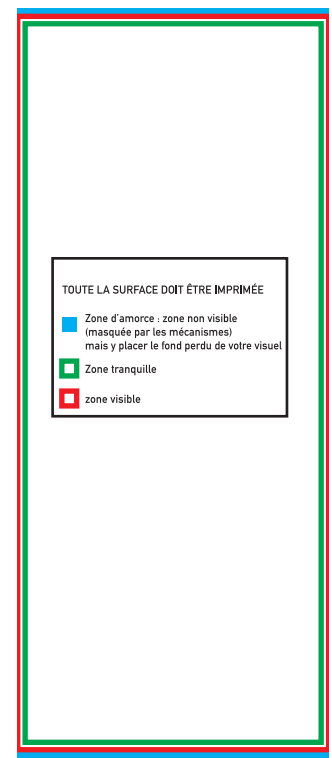 TOUTE LA SURFACE DOIT ÊTRE IMPRIMÉE
Zone d'amorce : zone non visible
(masquée par les mécanismes)
mais y placer le fond perdu de votre visuel
Zone tranquille
zone visible